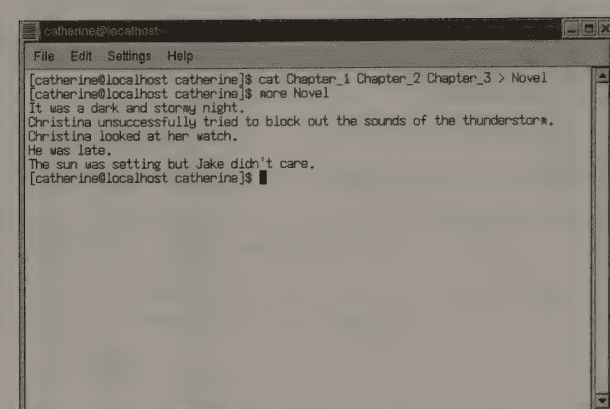 catherine@localhost:~
File Edit Settings Help
[catherine@localhost catherine]$ cat Chapter_1 Chapter_2 Chapter_3 > Novel
[catherine@localhost catherine]$ more Novel
It was a dark and stormy night.
Christina unsuccessfully tried to block out the sounds of the thunderstorm.
Christina looked at her watch.
He was late.
The sun was setting but Jake didn't care.
[catherine@localhost catherine]$